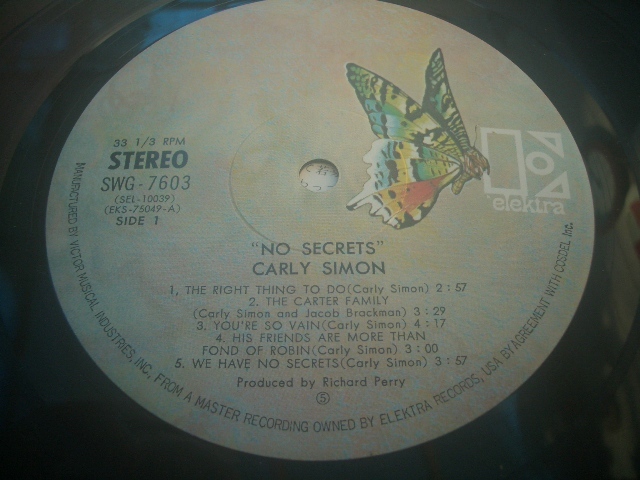 33 1/3 RPM
STEREO
SWG-7603
(SEL-10039)
(EKS-75049-A)
SIDE 1
elektra
"NO SECRETS"
CARLY SIMON
1, THE RIGHT THING TO DO(Carly Simon) 2:57
2. THE CARTER FAMILY
(Carly Simon and Jacob Brackman) 3:29
3. YOU'RE SO VAIN(Carly Simon) 4:17
4. HIS FRIENDS ARE MORE THAN
FOND OF ROBIN(Carly Simon) 3:00
5. WE HAVE NO SECRETS(Carly Simon) 3:57
Produced by Richard Perry
Ⓢ
MANUFACTURED BY VICTOR MUSICAL INDUSTRIES, INC. FROM A MASTER RECORDING OWNED BY ELEKTRA RECORDS, USA BY AGREEMENT WITH COSDEL Inc.